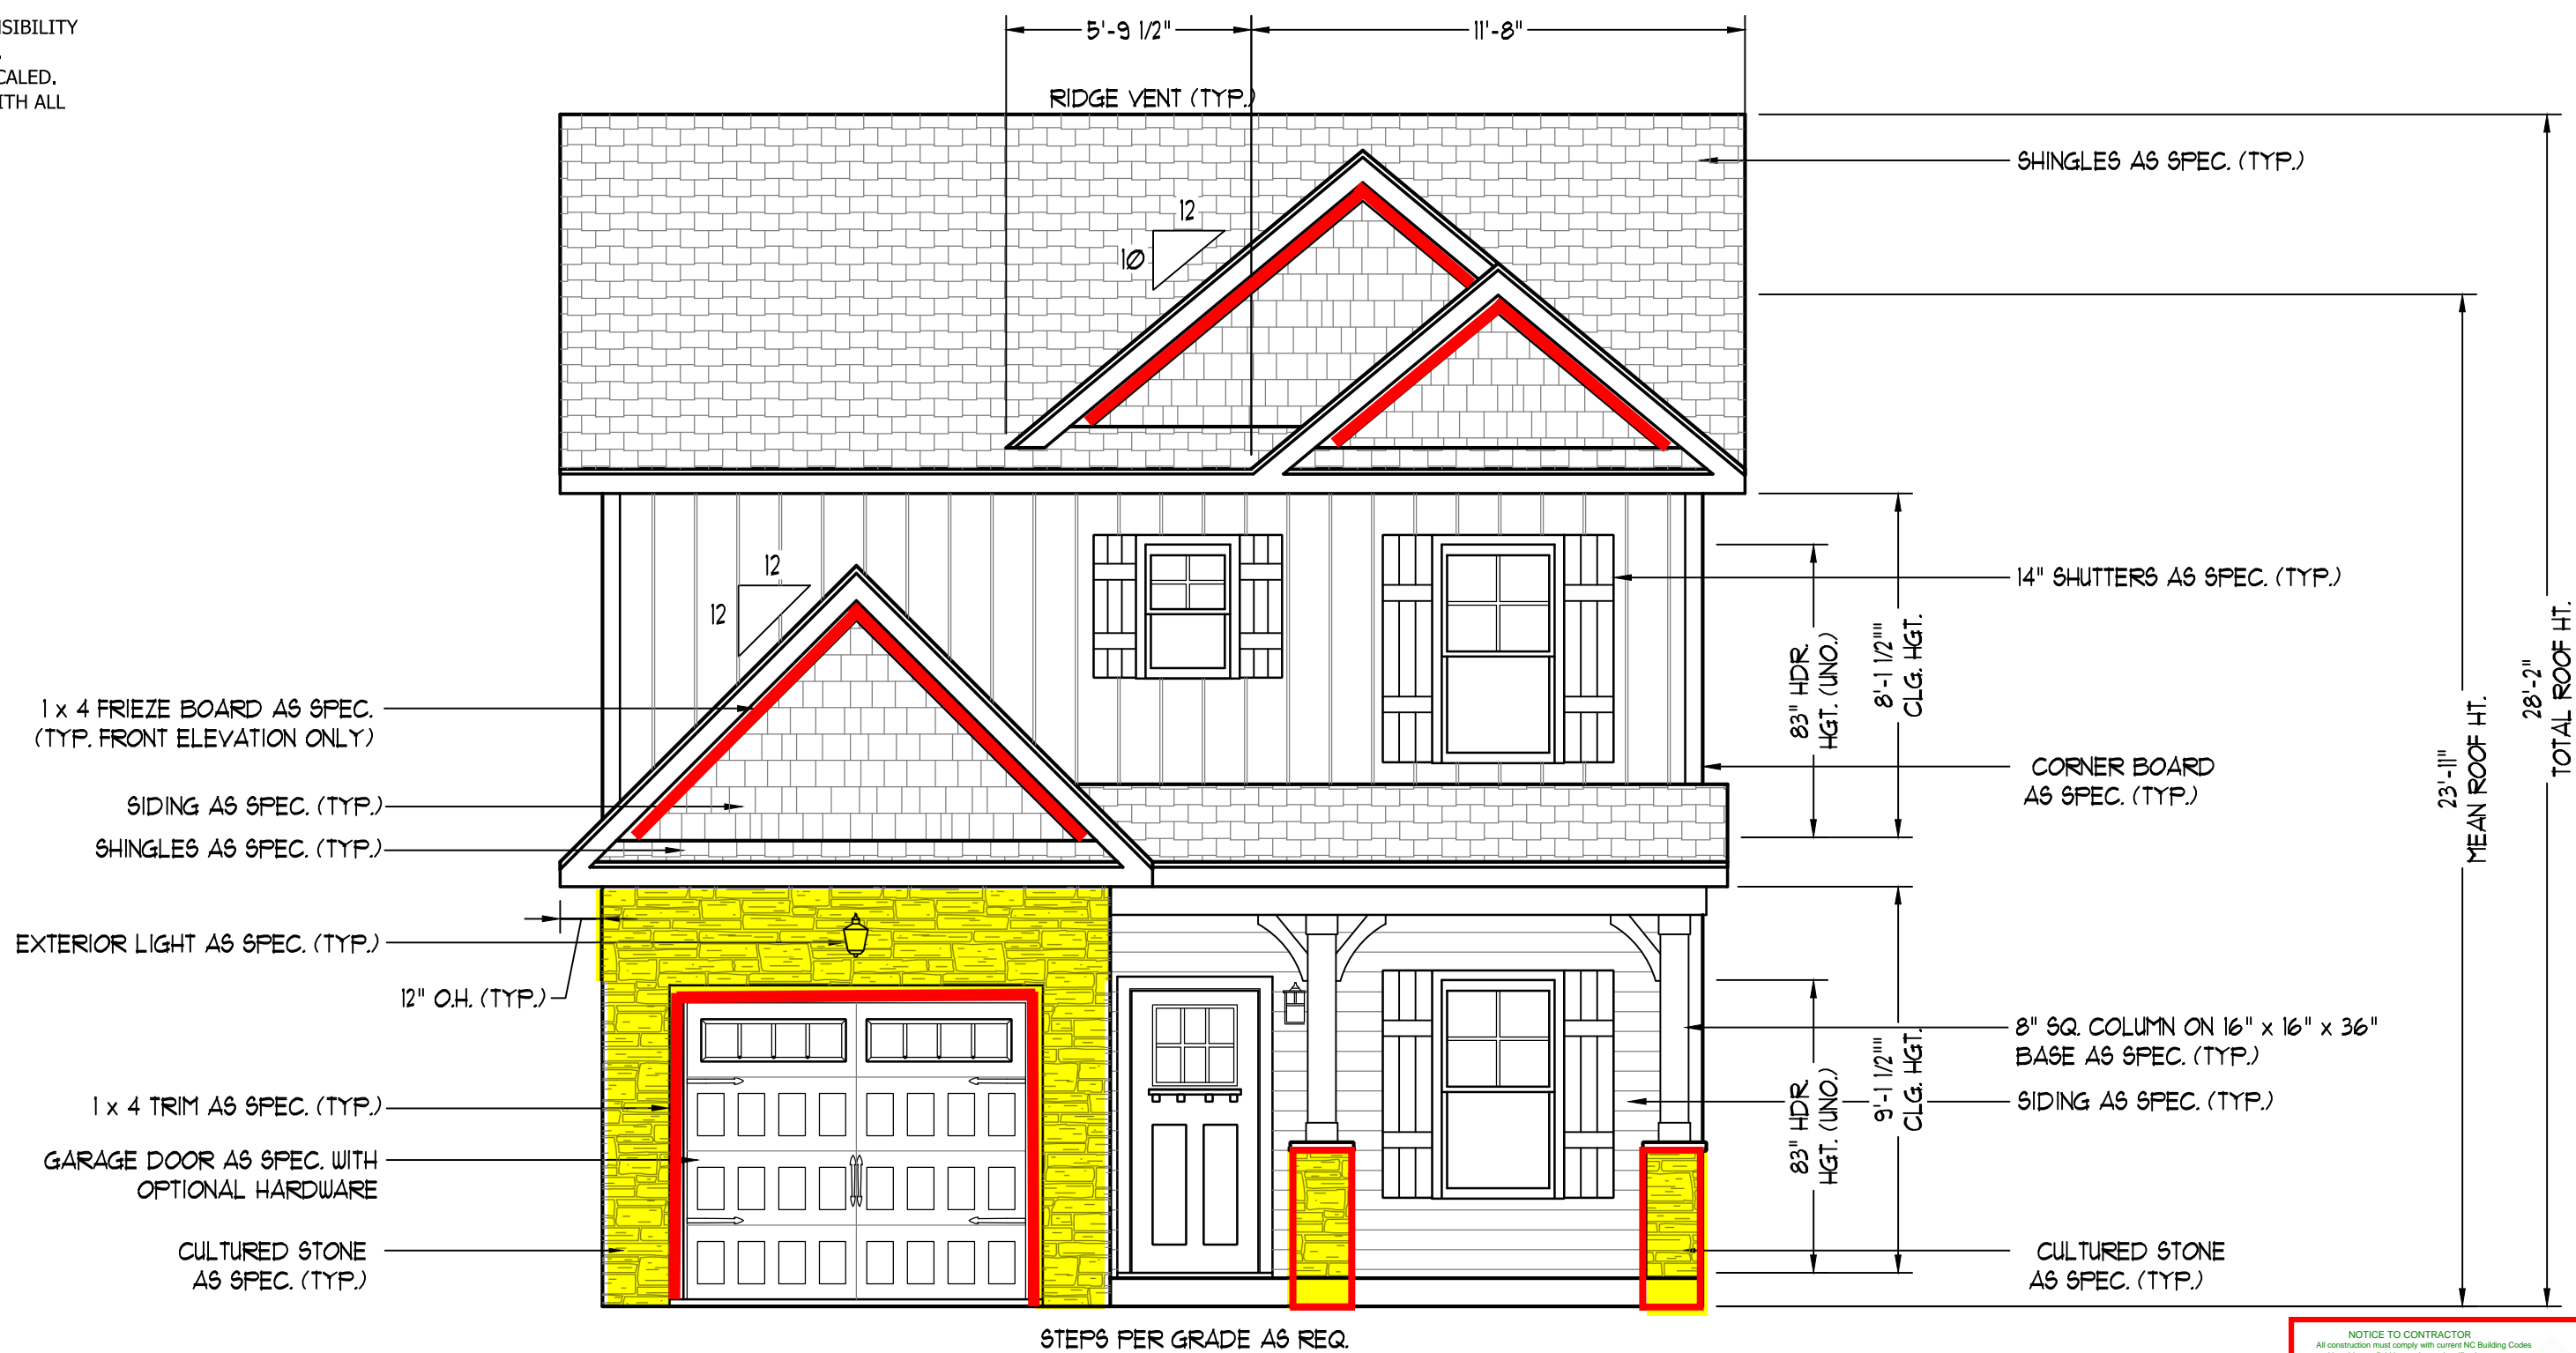 NSIBILITY
.
CALED.
ITH ALL
5'-9 1/2"
11'-8"
RIDGE VENT (TYP.)
SHINGLES AS SPEC. (TYP.)
12
10
12
12
14" SHUTTERS AS SPEC. (TYP.)
83" HDR.
HGT. (UNO.)
8'-1 1/2""
CLG. HGT.
28'-2"
TOTAL ROOF HT.
23'-11"
MEAN ROOF HT.
1 x 4 FRIEZE BOARD AS SPEC.
(TYP. FRONT ELEVATION ONLY)
CORNER BOARD
AS SPEC. (TYP.)
SIDING AS SPEC. (TYP.)
SHINGLES AS SPEC. (TYP.)
EXTERIOR LIGHT AS SPEC. (TYP.)
12" O.H. (TYP.)
8" SQ. COLUMN ON 16" x 16" x 36"
BASE AS SPEC. (TYP.)
83" HDR.
HGT. (UNO.)
9'-1 1/2""
CLG. HGT.
1 x 4 TRIM AS SPEC. (TYP.)
SIDING AS SPEC. (TYP.)
GARAGE DOOR AS SPEC. WITH
OPTIONAL HARDWARE
CULTURED STONE
AS SPEC. (TYP.)
CULTURED STONE
AS SPEC. (TYP.)
STEPS PER GRADE AS REQ.
NOTICE TO CONTRACTOR
All construction must comply with current NC Building Codes